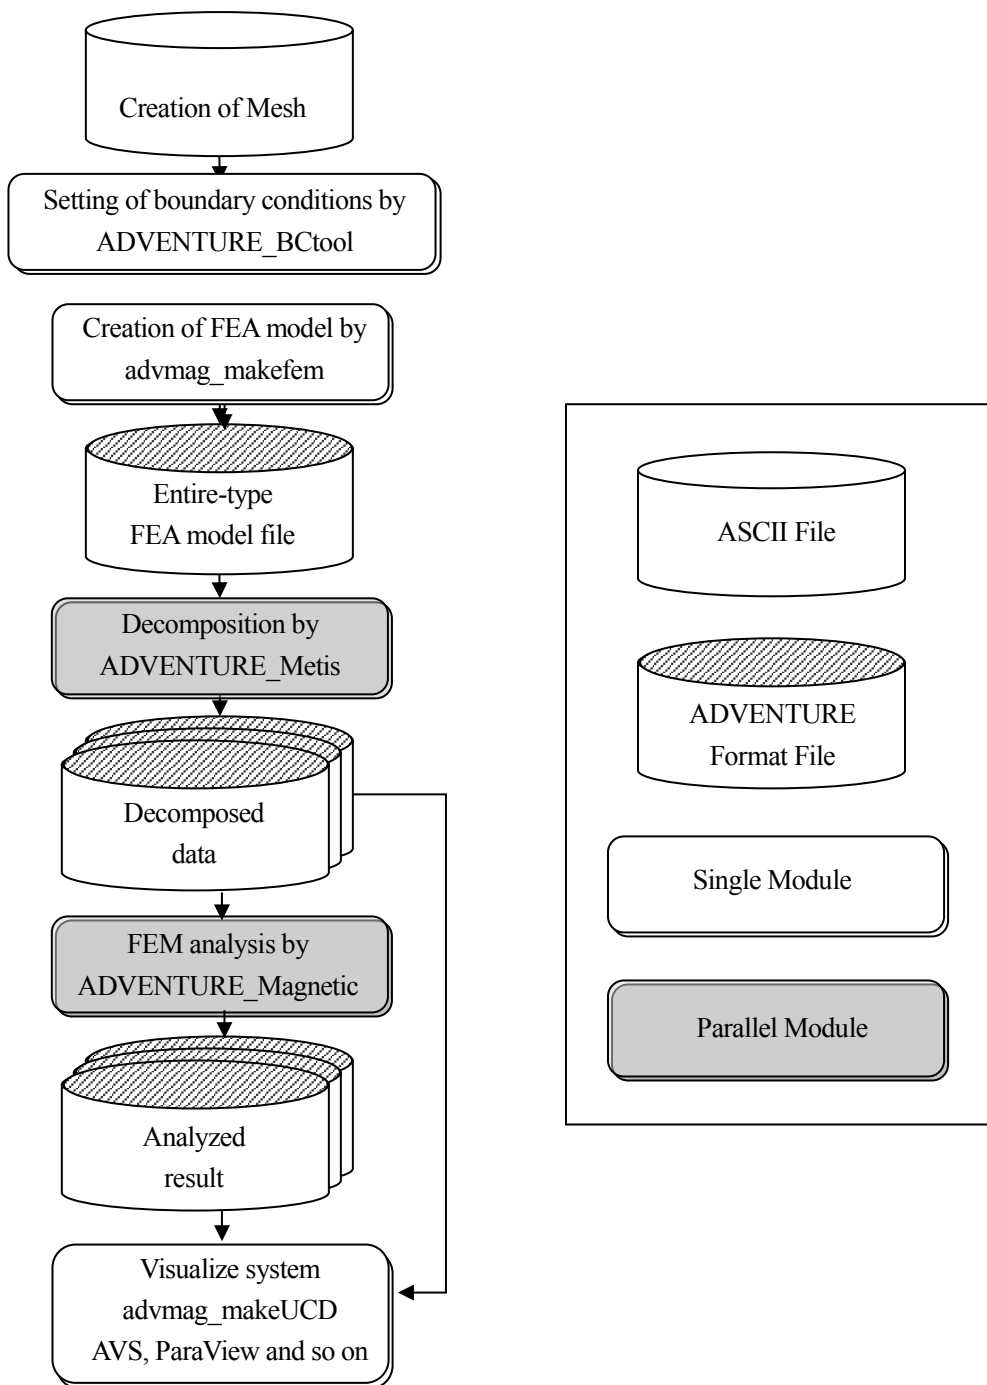 Creation of Mesh
Setting of boundary conditions by
ADVENTURE_BCtool
Creation of FEA model by
advmag_makefem
Entire-type
FEA model file
Decomposition by
ADVENTURE_Metis
Decomposed
data
FEM analysis by
ADVENTURE_Magnetic
Analyzed
result
Visualize system
advmag_makeUCD
AVS, ParaView and so on
ASCII File
ADVENTURE
Format File
Single Module
Parallel Module